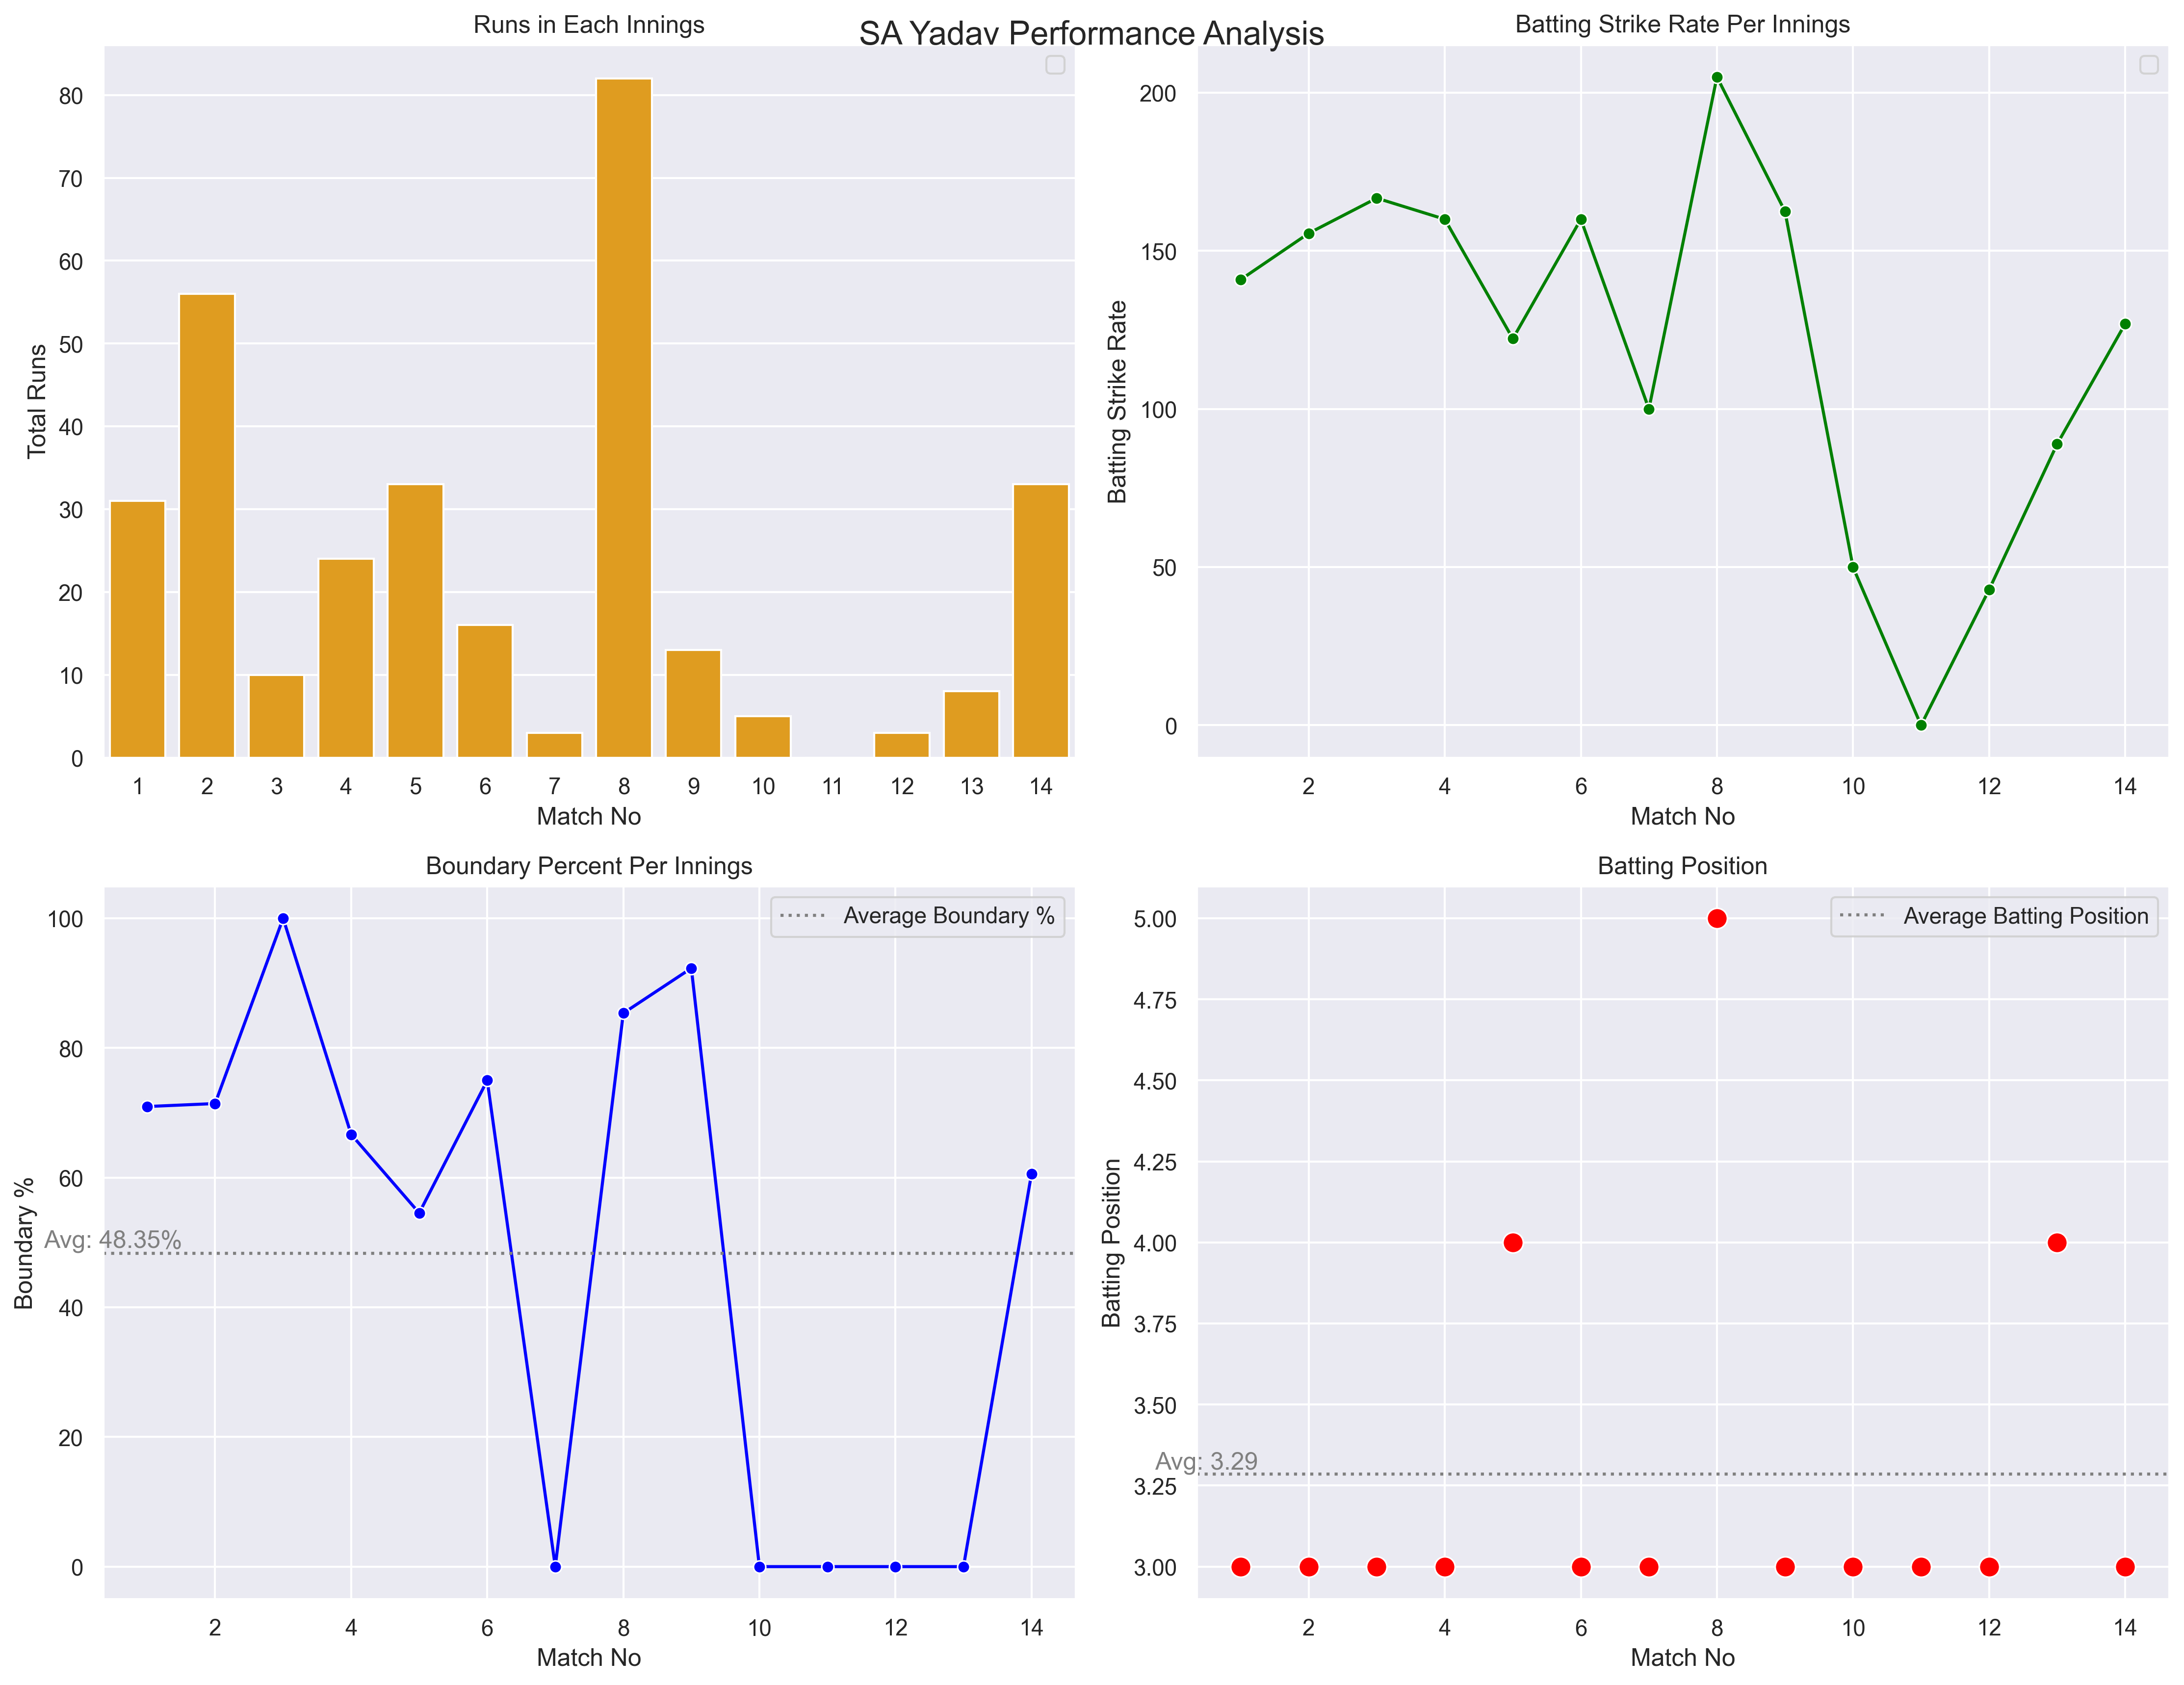 SA Yadav Performance Analysis
Runs in Each Innings
80
70
60
50
40
30
20
10
0
Total Runs
1 2 3 4 5 6 7 8 9 10 11 12 13 14
Match No
Batting Strike Rate Per Innings
200
150
100
50
0
Batting Strike Rate
2 4 6 8 10 12 14
Match No
Boundary Percent Per Innings
Average Boundary %
100
80
60
40
20
0
Boundary %
Avg: 48.35%
2 4 6 8 10 12 14
Match No
Batting Position
Average Batting Position
5.00
4.75
4.50
4.25
4.00
3.75
3.50
3.25
3.00
Batting Position
Avg: 3.29
2 4 6 8 10 12 14
Match No